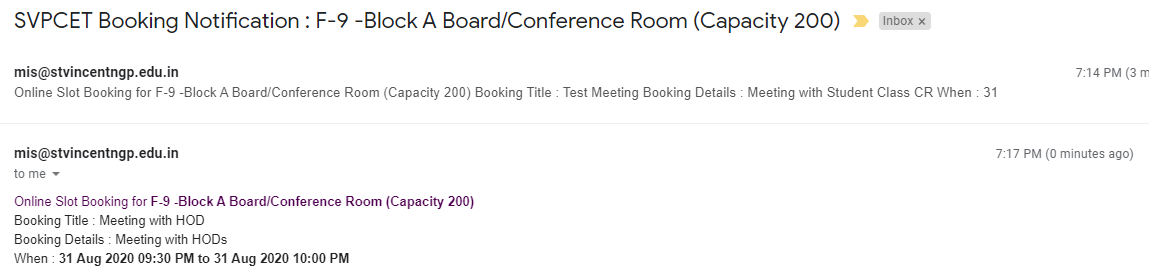 SVPCET Booking Notification : F-9 -Block A Board/Conference Room (Capacity 200) Inbox ×
mis@stvincentngp.edu.in 7:14 PM (3 m
Online Slot Booking for F-9 -Block A Board/Conference Room (Capacity 200) Booking Title : Test Meeting Booking Details : Meeting with Student Class CR When : 31
mis@stvincentngp.edu.in 7:17 PM (0 minutes ago)
to me
Online Slot Booking for F-9 -Block A Board/Conference Room (Capacity 200)
Booking Title : Meeting with HOD
Booking Details : Meeting with HODs
When : 31 Aug 2020 09:30 PM to 31 Aug 2020 10:00 PM